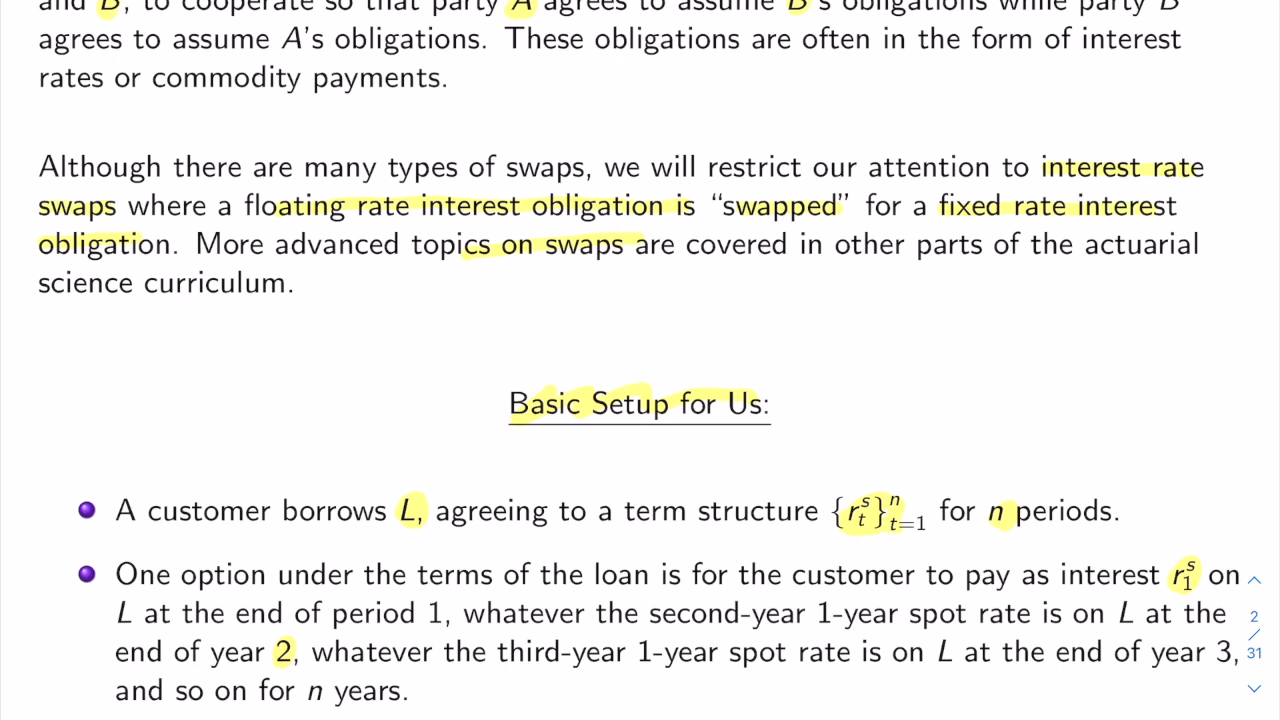 and B, to cooperate so that party A agrees to assume B's obligations while party B
agrees to assume A's obligations. These obligations are often in the form of interest
rates or commodity payments.
Although there are many types of swaps, we will restrict our attention to interest rate
swaps where a floating rate interest obligation is “swapped” for a fixed rate interest
obligation. More advanced topics on swaps are covered in other parts of the actuarial
science curriculum.
Basic Setup for Us:
A customer borrows L, agreeing to a term structure {r_t^s}_{t=1}^n for n periods.
One option under the terms of the loan is for the customer to pay as interest r_1^s on
L at the end of period 1, whatever the second-year 1-year spot rate is on L at the
end of year 2, whatever the third-year 1-year spot rate is on L at the end of year 3,
and so on for n years.
2
/
31